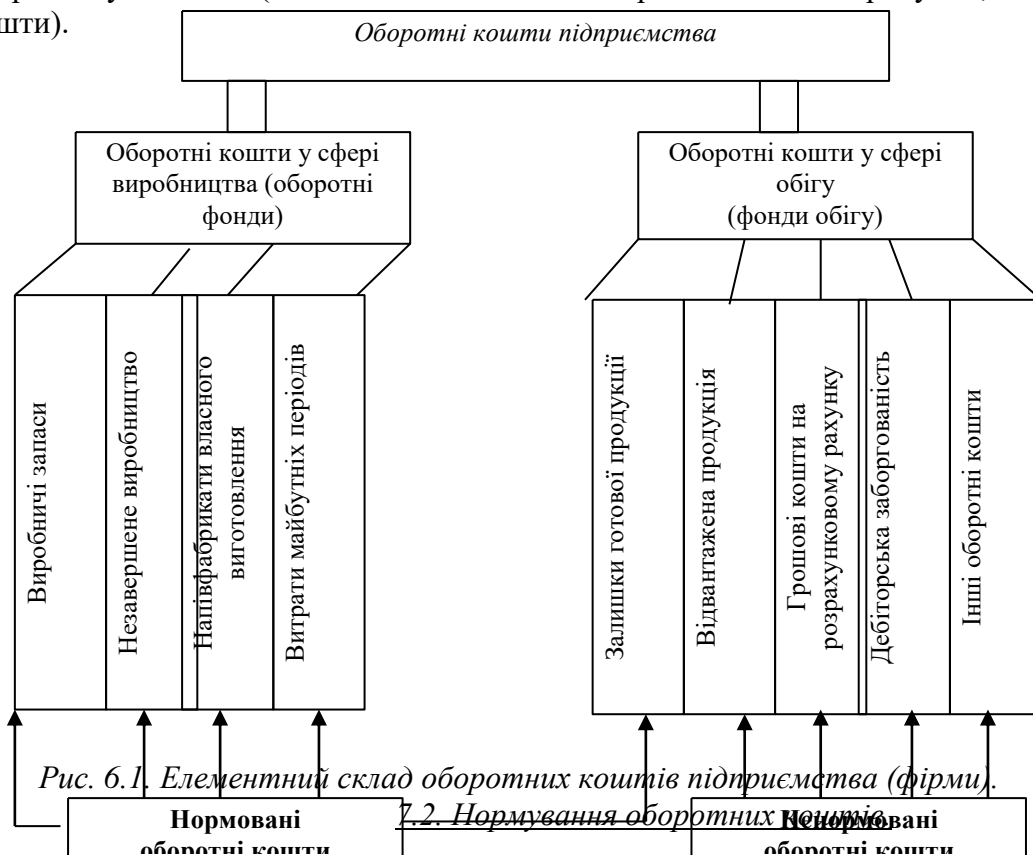 шти).
Оборотні кошти підприємства
Оборотні кошти у сфері
виробництва (оборотні
фонди)
Оборотні кошти у сфері
обігу
(фонди обігу)
Виробничі запаси
Незавершене виробництво
Напівфабрикати власного
виготовлення
Витрати майбутніх періодів
Залишки готової продукції
Відвантажена продукція
Грошові кошти на
розрахунковому рахунку
Дебіторська заборгованість
Інші оборотні кошти
Рис. 6.1. Елементний склад оборотних коштів підприємства (фірми).
7.2. Нормування оборотних коштів.
Нормовані
оборотні кошти
Ненормовані
оборотні кошти